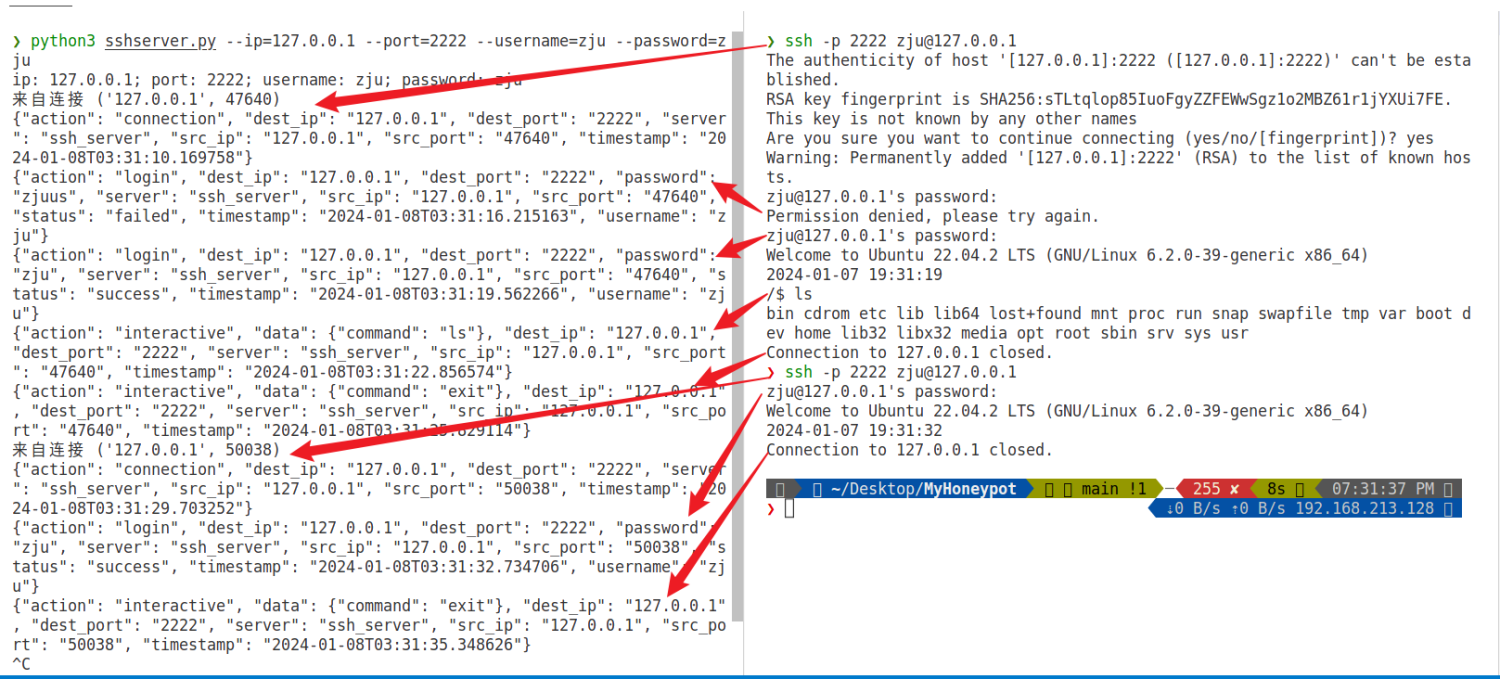 ❯ python3 sshserver.py --ip=127.0.0.1 --port=2222 --username=zju --password=z
ju
ip: 127.0.0.1; port: 2222; username: zju; password: zju
来自连接 ('127.0.0.1', 47640)
{"action": "connection", "dest_ip": "127.0.0.1", "dest_port": "2222", "server
": "ssh_server", "src_ip": "127.0.0.1", "src_port": "47640", "timestamp": "20
24-01-08T03:31:10.169758"}
{"action": "login", "dest_ip": "127.0.0.1", "dest_port": "2222", "password":
"zjuus", "server": "ssh_server", "src_ip": "127.0.0.1", "src_port": "47640",
"status": "failed", "timestamp": "2024-01-08T03:31:16.215163", "username": "z
ju"}
{"action": "login", "dest_ip": "127.0.0.1", "dest_port": "2222", "password":
"zju", "server": "ssh_server", "src_ip": "127.0.0.1", "src_port": "47640", "s
tatus": "success", "timestamp": "2024-01-08T03:31:19.562266", "username": "zj
u"}
{"action": "interactive", "data": {"command": "ls"}, "dest_ip": "127.0.0.1",
"dest_port": "2222", "server": "ssh_server", "src_ip": "127.0.0.1", "src_port
": "47640", "timestamp": "2024-01-08T03:31:22.856574"}
{"action": "interactive", "data": {"command": "exit"}, "dest_ip": "127.0.0.1"
, "dest_port": "2222", "server": "ssh_server", "src_ip": "127.0.0.1", "src_po
rt": "47640", "timestamp": "2024-01-08T03:31:25.829114"}
来自连接 ('127.0.0.1', 50038)
{"action": "connection", "dest_ip": "127.0.0.1", "dest_port": "2222", "server
": "ssh_server", "src_ip": "127.0.0.1", "src_port": "50038", "timestamp": "20
24-01-08T03:31:29.703252"}
{"action": "login", "dest_ip": "127.0.0.1", "dest_port": "2222", "password":
"zju", "server": "ssh_server", "src_ip": "127.0.0.1", "src_port": "50038", "s
tatus": "success", "timestamp": "2024-01-08T03:31:32.734706", "username": "zj
u"}
{"action": "interactive", "data": {"command": "exit"}, "dest_ip": "127.0.0.1"
, "dest_port": "2222", "server": "ssh_server", "src_ip": "127.0.0.1", "src_po
rt": "50038", "timestamp": "2024-01-08T03:31:35.348626"}
^C
❯ ssh -p 2222 zju@127.0.0.1
The authenticity of host '[127.0.0.1]:2222 ([127.0.0.1]:2222)' can't be esta
blished.
RSA key fingerprint is SHA256:sTLtqlop85IuoFgyZZFEWwSgz1o2MBZ61r1jYXUi7FE.
This key is not known by any other names
Are you sure you want to continue connecting (yes/no/[fingerprint])? yes
Warning: Permanently added '[127.0.0.1]:2222' (RSA) to the list of known hos
ts.
zju@127.0.0.1's password:
Permission denied, please try again.
zju@127.0.0.1's password:
Welcome to Ubuntu 22.04.2 LTS (GNU/Linux 6.2.0-39-generic x86_64)
2024-01-07 19:31:19
/$ ls
bin cdrom etc lib lib64 lost+found mnt proc run snap swapfile tmp var boot d
ev home lib32 libx32 media opt root sbin srv sys usr
Connection to 127.0.0.1 closed.
❯ ssh -p 2222 zju@127.0.0.1
zju@127.0.0.1's password:
Welcome to Ubuntu 22.04.2 LTS (GNU/Linux 6.2.0-39-generic x86_64)
2024-01-07 19:31:32
Connection to 127.0.0.1 closed.
~/Desktop/MyHoneypot main !1 255 ✘ 8s 07:31:37 PM
❯ ↓0 B/s ↑0 B/s 192.168.213.128